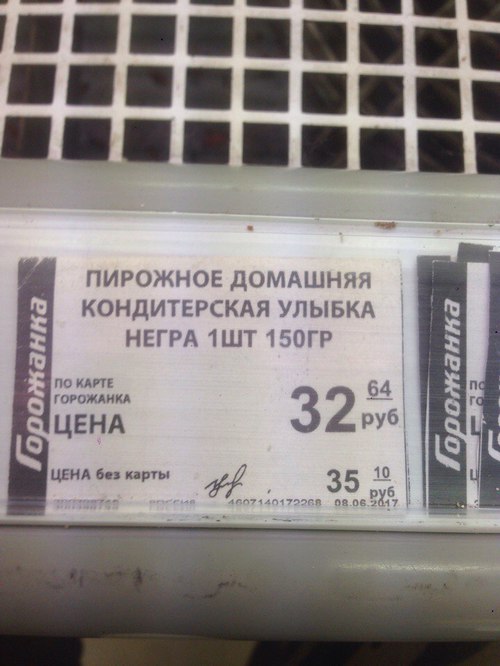 ПИРОЖНОЕ ДОМАШНЯЯ
КОНДИТЕРСКАЯ УЛЫБКА
НЕГРА 1ШТ 150ГР
Горожанка
ПО КАРТЕ
ГОРОЖАНКА
ЦЕНА
32 64 руб
ЦЕНА без карты
35 10 руб
4607140172268 08.06.2017
Горожанка